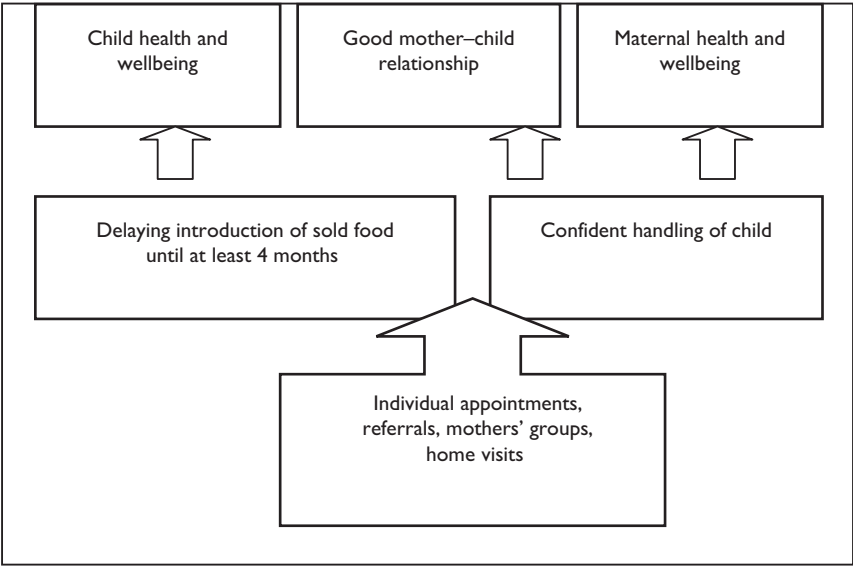 Child health and
wellbeing
Good mother–child
relationship
Maternal health and
wellbeing
Delaying introduction of sold food
until at least 4 months
Confident handling of child
Individual appointments,
referrals, mothers’ groups,
home visits